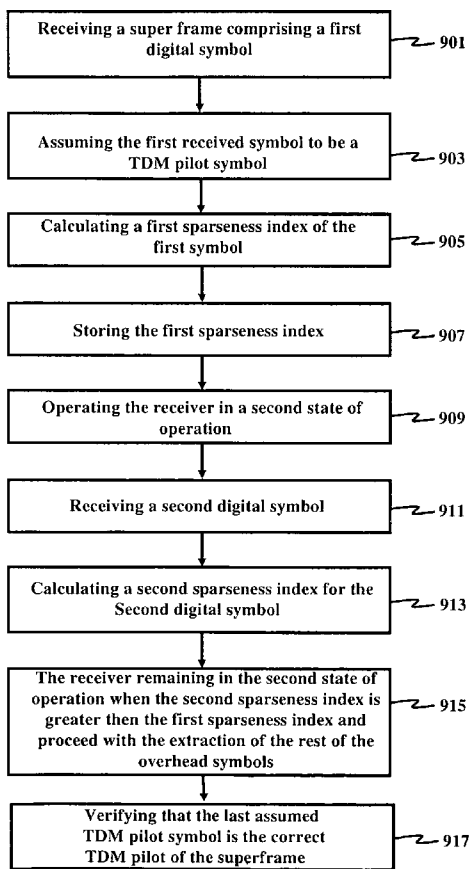 Receiving a super frame comprising a first
digital symbol
901
Assuming the first received symbol to be a
TDM pilot symbol
903
Calculating a first sparseness index of the
first symbol
905
Storing the first sparseness index
907
Operating the receiver in a second state of
operation
909
Receiving a second digital symbol
911
Calculating a second sparseness index for the
Second digital symbol
913
The receiver remaining in the second state of
operation when the second sparseness index is
greater then the first sparseness index and
proceed with the extraction of the rest of the
overhead symbols
915
Verifying that the last assumed
TDM pilot symbol is the correct
TDM pilot of the superframe
917